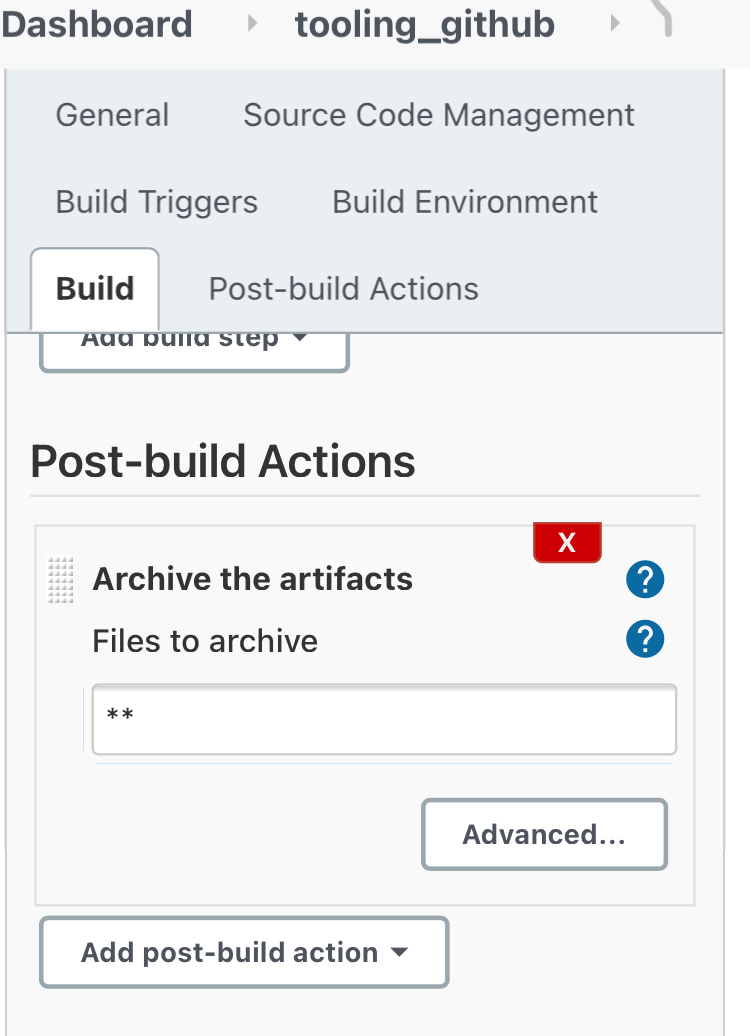 Dashboard tooling_github
General Source Code Management
Build Triggers Build Environment
Build Post-build Actions
Add build step
Post-build Actions
X
Archive the artifacts ?
Files to archive ?
**
Advanced...
Add post-build action